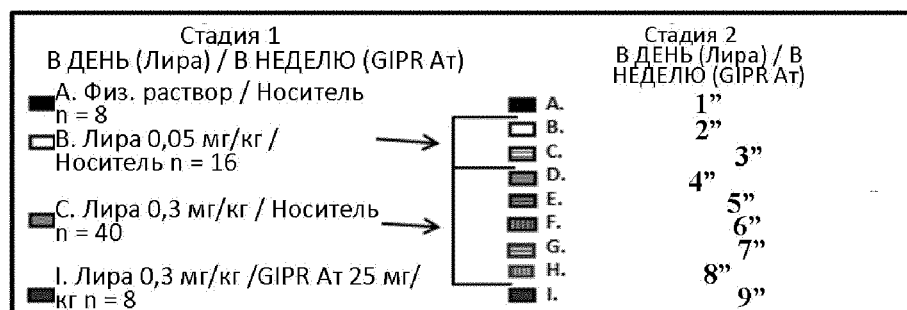 Стадия 1
В ДЕНЬ (Лира) / В НЕДЕЛЮ (GIPR Ат)
A. Физ. раствор / Носитель
n = 8
B. Лира 0,05 мг/кг /
Носитель n = 16
C. Лира 0,3 мг/кг / Носитель
n = 40
I. Лира 0,3 мг/кг /GIPR Ат 25 мг/
кг n = 8
Стадия 2
В ДЕНЬ (Лира) / В
НЕДЕЛЮ (GIPR Ат)
A. 1”
B. 2”
C. 3”
D. 4”
E. 5”
F. 6”
G. 7”
H. 8”
I. 9”